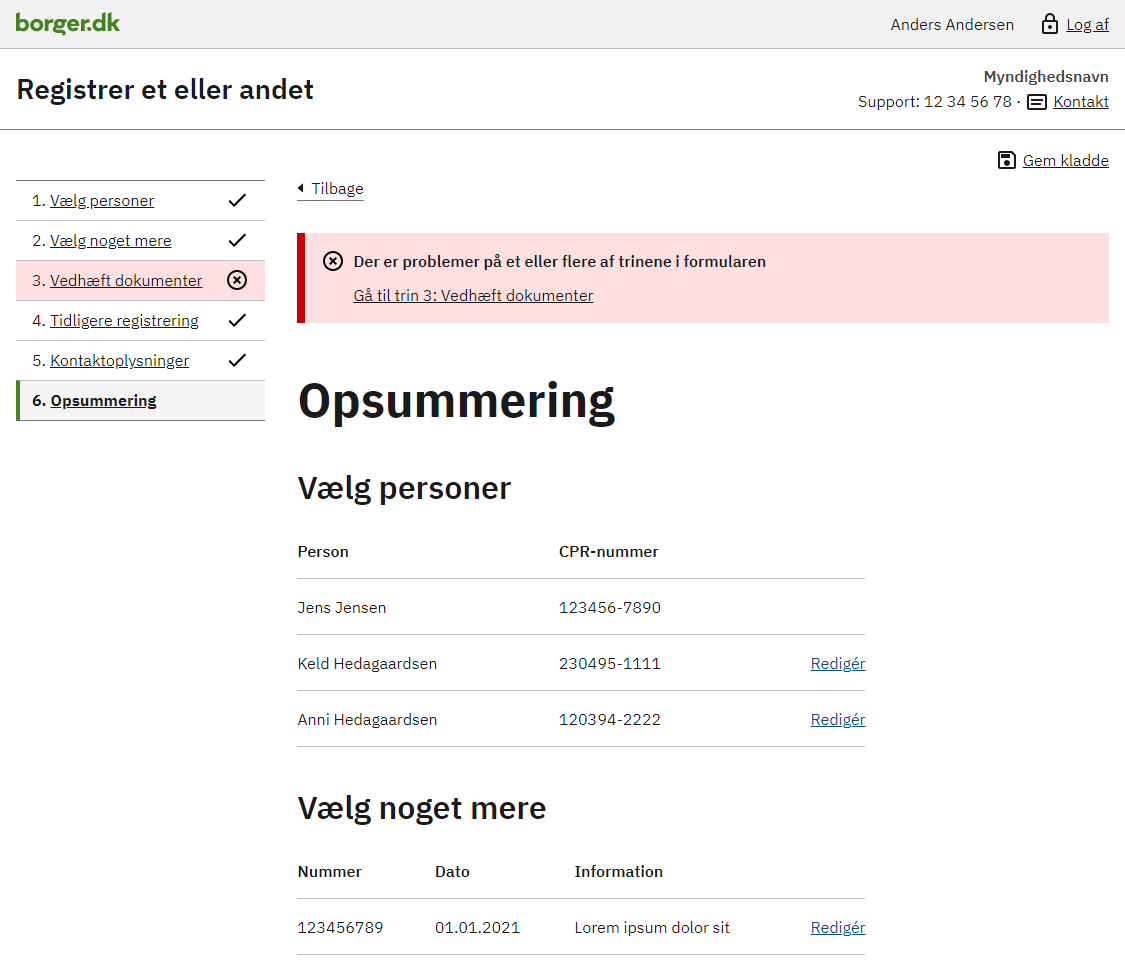 borger.dk
Anders Andersen
Log af
Registrer et eller andet
Myndighedsnavn
Support: 12 34 56 78 · Kontakt
Gem kladde
1. Vælg personer
2. Vælg noget mere
3. Vedhæft dokumenter
4. Tidligere registrering
5. Kontaktoplysninger
6. Opsummering
Tilbage
Der er problemer på et eller flere af trinene i formularen
Gå til trin 3: Vedhæft dokumenter
Opsummering
Vælg personer
Person CPR-nummer
Jens Jensen 123456-7890
Keld Hedagaardsen 230495-1111 Redigér
Anni Hedagaardsen 120394-2222 Redigér
Vælg noget mere
Nummer Dato Information
123456789 01.01.2021 Lorem ipsum dolor sit Redigér